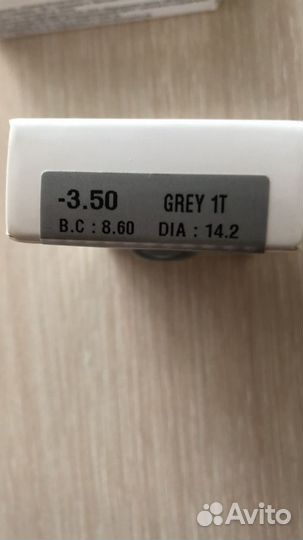 -3.50 GREY 1T
B.C : 8.60 DIA : 14.2
Avito